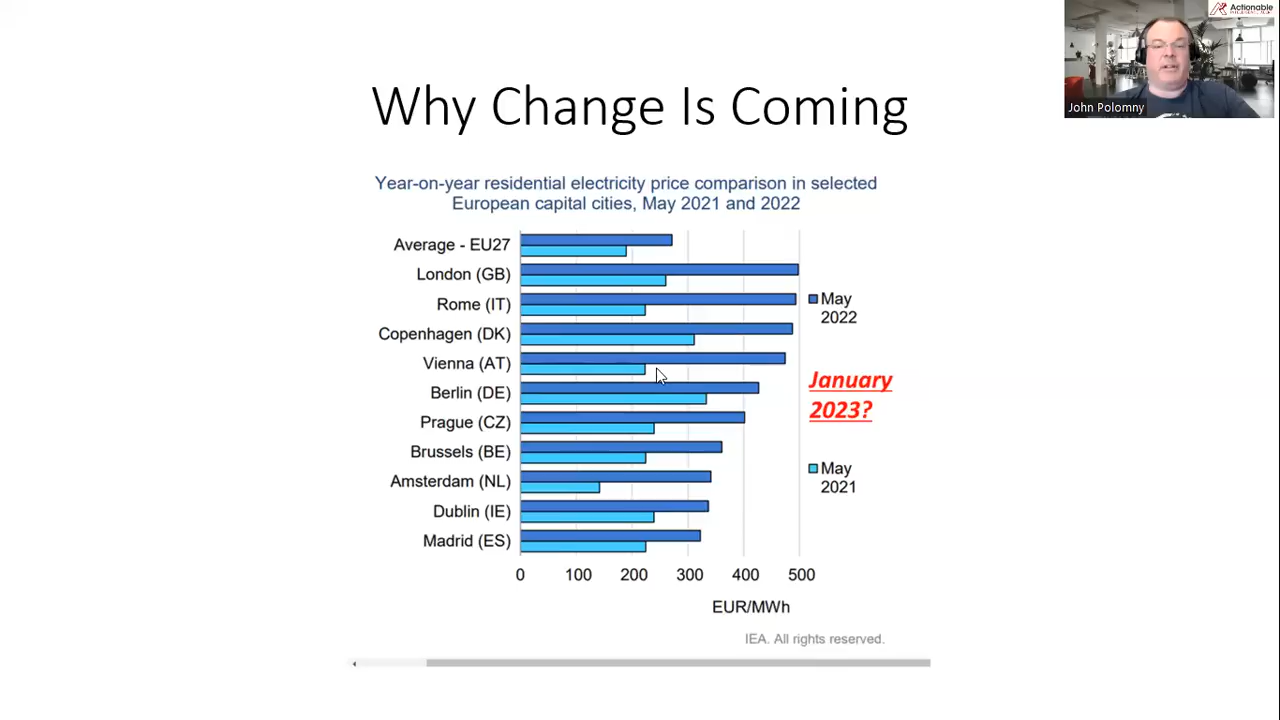 Actionable
John Polomny
Why Change Is Coming
Year-on-year residential electricity price comparison in selected
European capital cities, May 2021 and 2022
Average - EU27
London (GB)
Rome (IT)
Copenhagen (DK)
Vienna (AT)
Berlin (DE)
Prague (CZ)
Brussels (BE)
Amsterdam (NL)
Dublin (IE)
Madrid (ES)
May
2022
January
2023?
May
2021
0 100 200 300 400 500
EUR/MWh
IEA. All rights reserved.